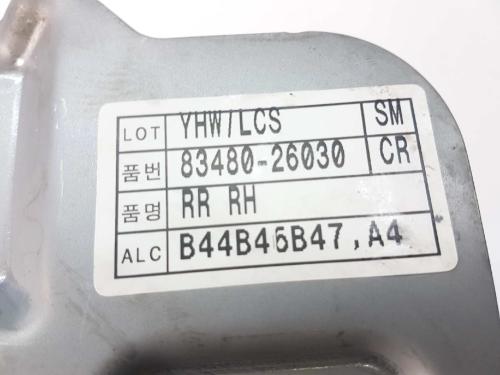 LOT YHW/LCS SM
품번 83480-26030 CR
품명 RR RH
ALC B44B46B47,A4